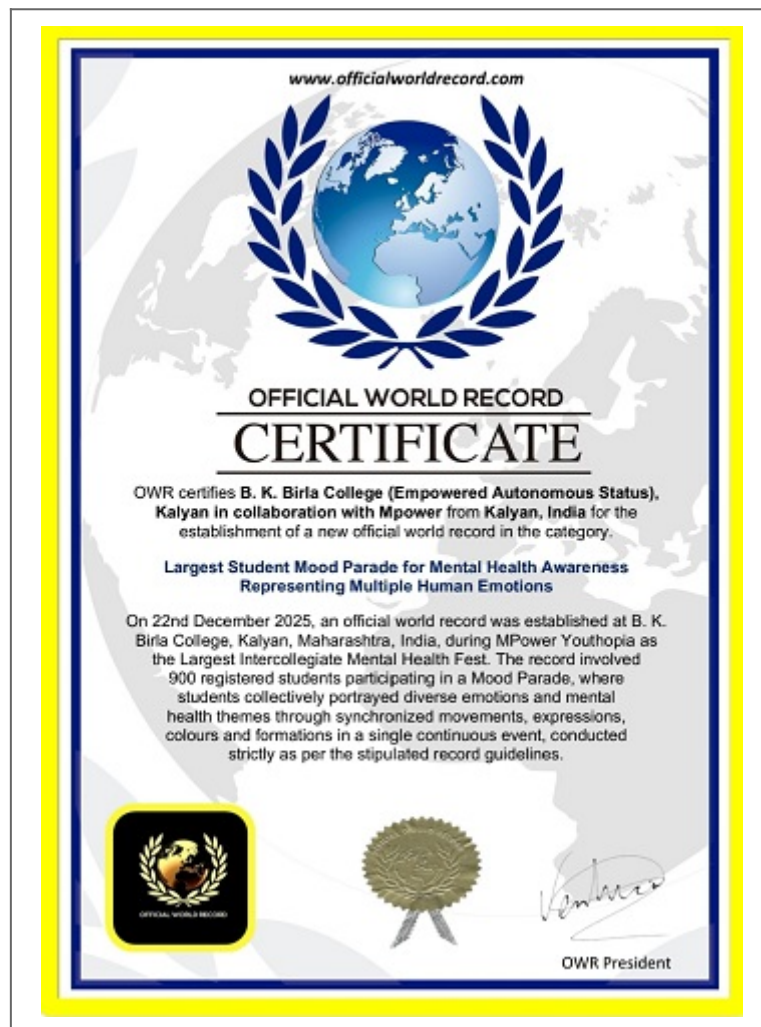 www.officialworldrecord.com
OFFICIAL WORLD RECORD
CERTIFICATE
OWR certifies B. K. Birla College (Empowered Autonomous Status),
Kalyan in collaboration with Mpower from Kalyan, India for the
establishment of a new official world record in the category.
Largest Student Mood Parade for Mental Health Awareness
Representing Multiple Human Emotions
On 22nd December 2025, an official world record was established at B. K.
Birla College, Kalyan, Maharashtra, India, during MPower Youthopia as
the Largest Intercollegiate Mental Health Fest. The record involved
900 registered students participating in a Mood Parade, where
students collectively portrayed diverse emotions and mental
health themes through synchronized movements, expressions,
colours and formations in a single continuous event, conducted
strictly as per the stipulated record guidelines.
OFFICIAL WORLD RECORD
OWR President